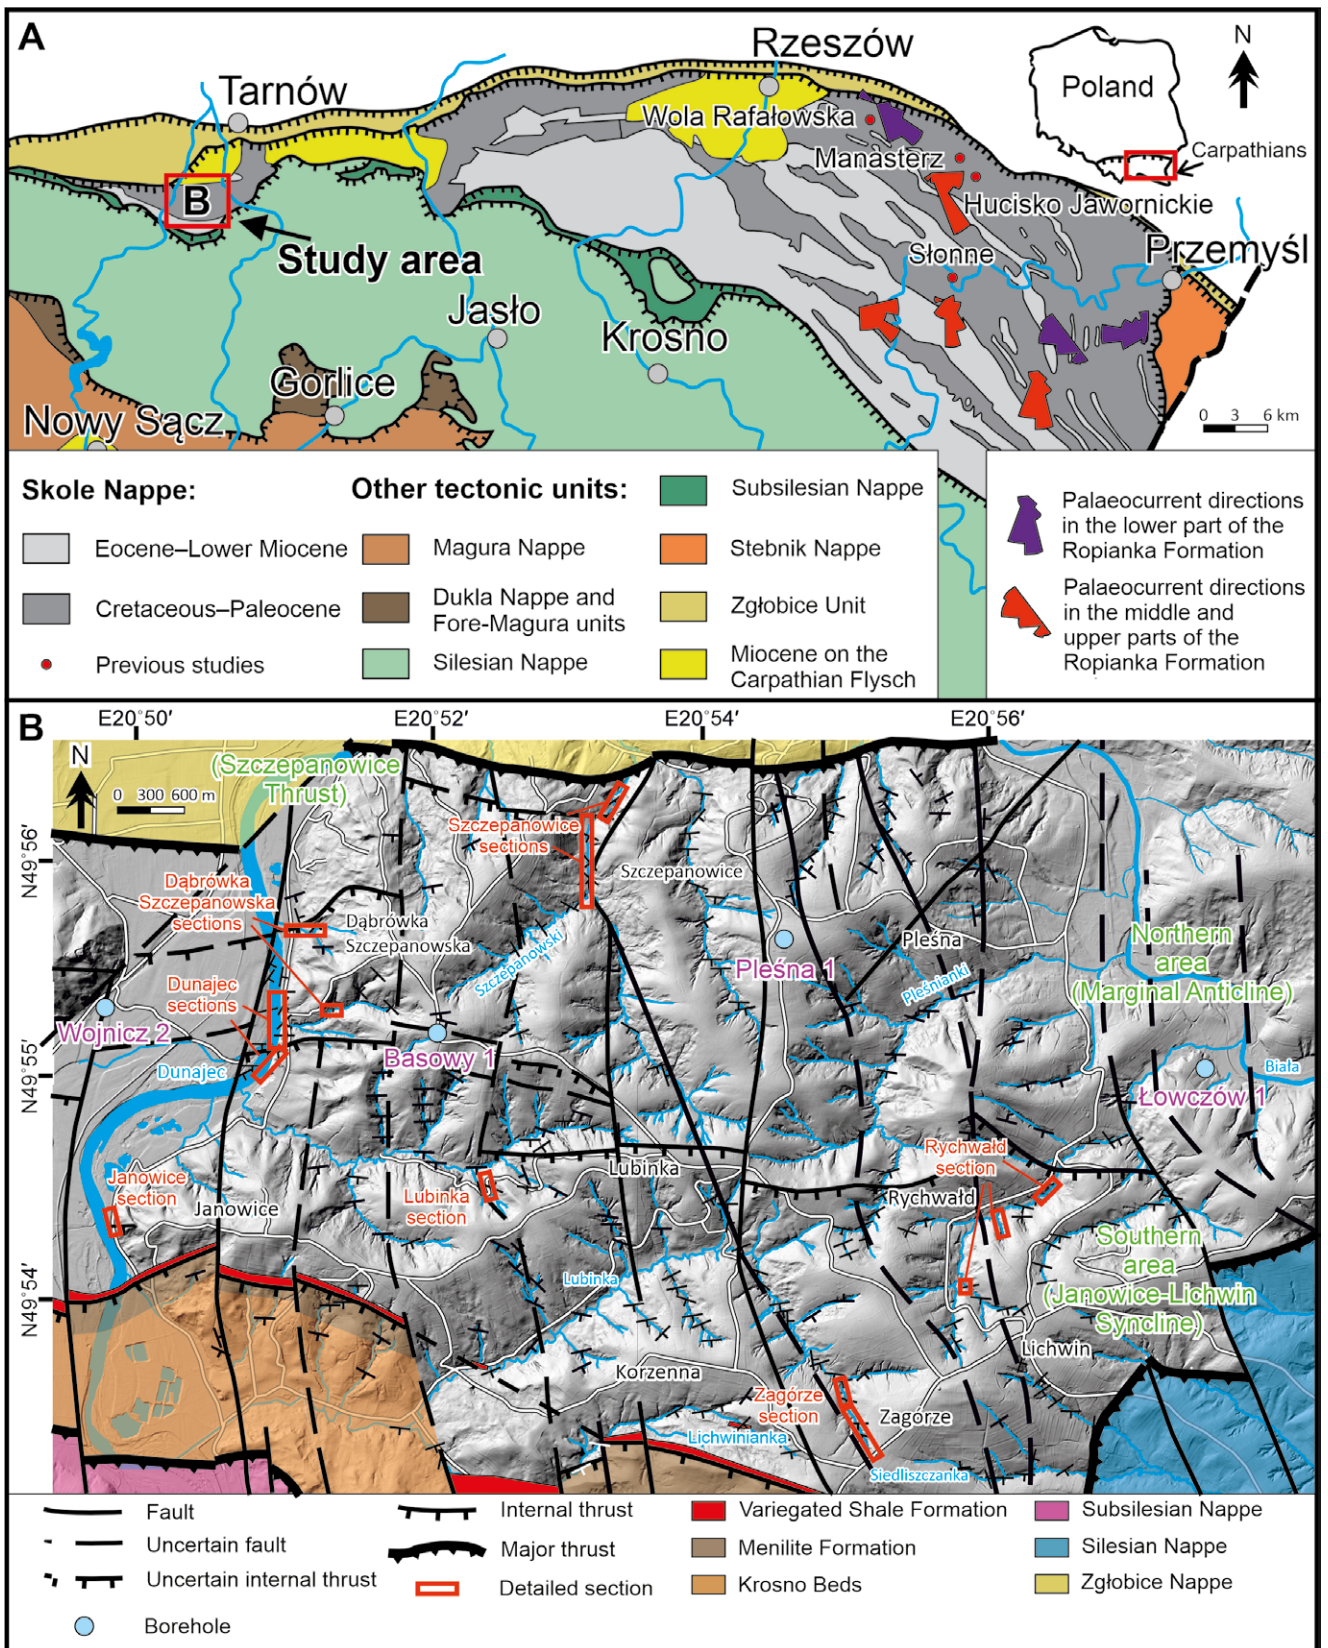 A
Tarnów
Rzeszów
Poland
N
Carpathians
Wola Rafałowska
Manasterz
Hucisko Jawornickie
B
Study area
Słonne
Przemyśl
Jasło
Krosno
Gorlice
Nowy Sącz
0 3 6 km
Skole Nappe:
Eocene–Lower Miocene
Cretaceous–Paleocene
Previous studies
Other tectonic units:
Magura Nappe
Dukla Nappe and
Fore-Magura units
Silesian Nappe
Subsilesian Nappe
Stebnik Nappe
Zgłobice Unit
Miocene on the
Carpathian Flysch
Palaeocurrent directions
in the lower part of the
Ropianka Formation
Palaeocurrent directions
in the middle and
upper parts of the
Ropianka Formation
B
E20°50′
E20°52′
E20°54′
E20°56′
N
0 300 600 m
(Szczepanowice
Thrust)
N49°56′
N49°55′
N49°54′
Szczepanowice
sections
Szczepanowice
Dąbrówka
Szczepanowska
sections
Dąbrówka
Szczepanowska
Szczepanowski
Pleśna
Pleśnianki
Northern
area
(Marginal Anticline)
Pleśna 1
Dunajec
sections
Wojnicz 2
Basowy 1
Dunajec
Biała
Łowczów 1
Rychwałd
section
Janowice
section
Janowice
Lubinka
section
Lubinka
Rychwałd
Southern
area
(Janowice-Lichwin
Syncline)
Lubinka
Lichwin
Korzenna
Zagórze
section
Zagórze
Lichwinianka
Siedliszczanka
Fault
Uncertain fault
Uncertain internal thrust
Borehole
Internal thrust
Major thrust
Detailed section
Variegated Shale Formation
Menilite Formation
Krosno Beds
Subsilesian Nappe
Silesian Nappe
Zgłobice Nappe